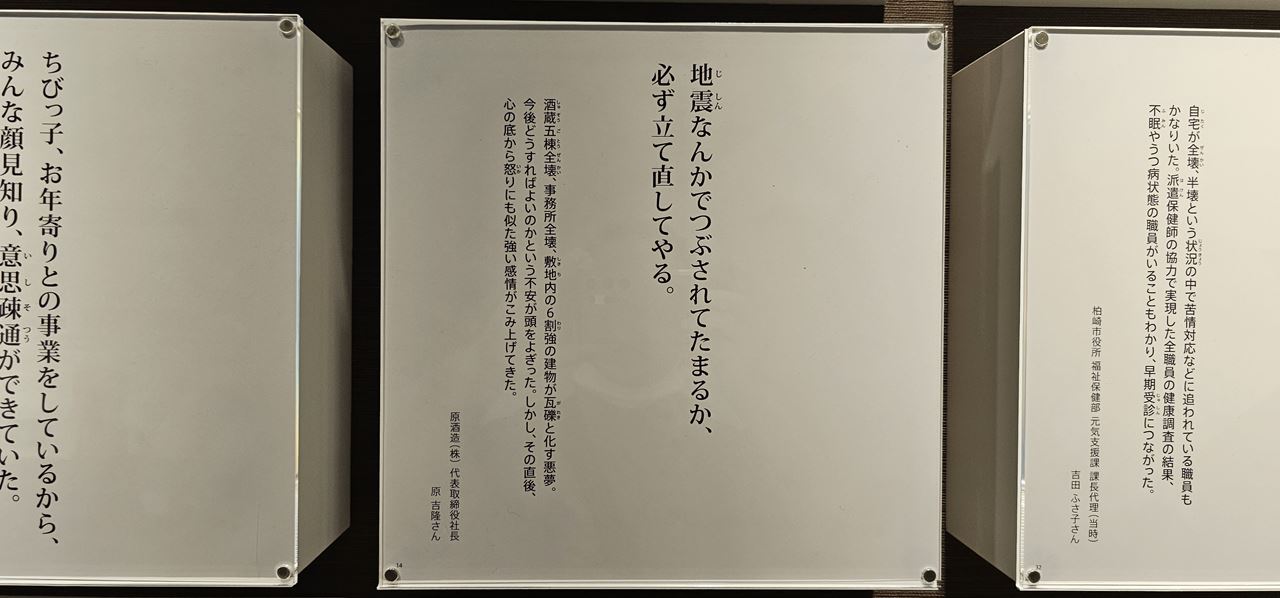 自宅が全壊、半壊という状況の中で苦情対応などに追われている職員も
かなりいた。派遣保健師の協力で実現した全職員の健康調査の結果、
不眠やうつ病状態の職員がいることもわかり、早期受診につながった。
柏崎市役所 福祉保健部 元気支援課 課長代理(当時)
吉田 ふさ子さん
12
地震なんかでつぶされてたまるか、
必ず立て直してやる。
酒蔵五棟全壊、事務所全壊、敷地内の6割強の建物が瓦礫と化す悪夢。
今後どうすればよいのかという不安が頭をよぎった。しかし、その直後、
心の底から怒りにも似た強い感情がこみ上げてきた。
原酒造(株) 代表取締役社長
原 吉隆さん
14
ちびっ子、お年寄りとの事業をしているから、
みんな顔見知り、意思疎通ができていた。